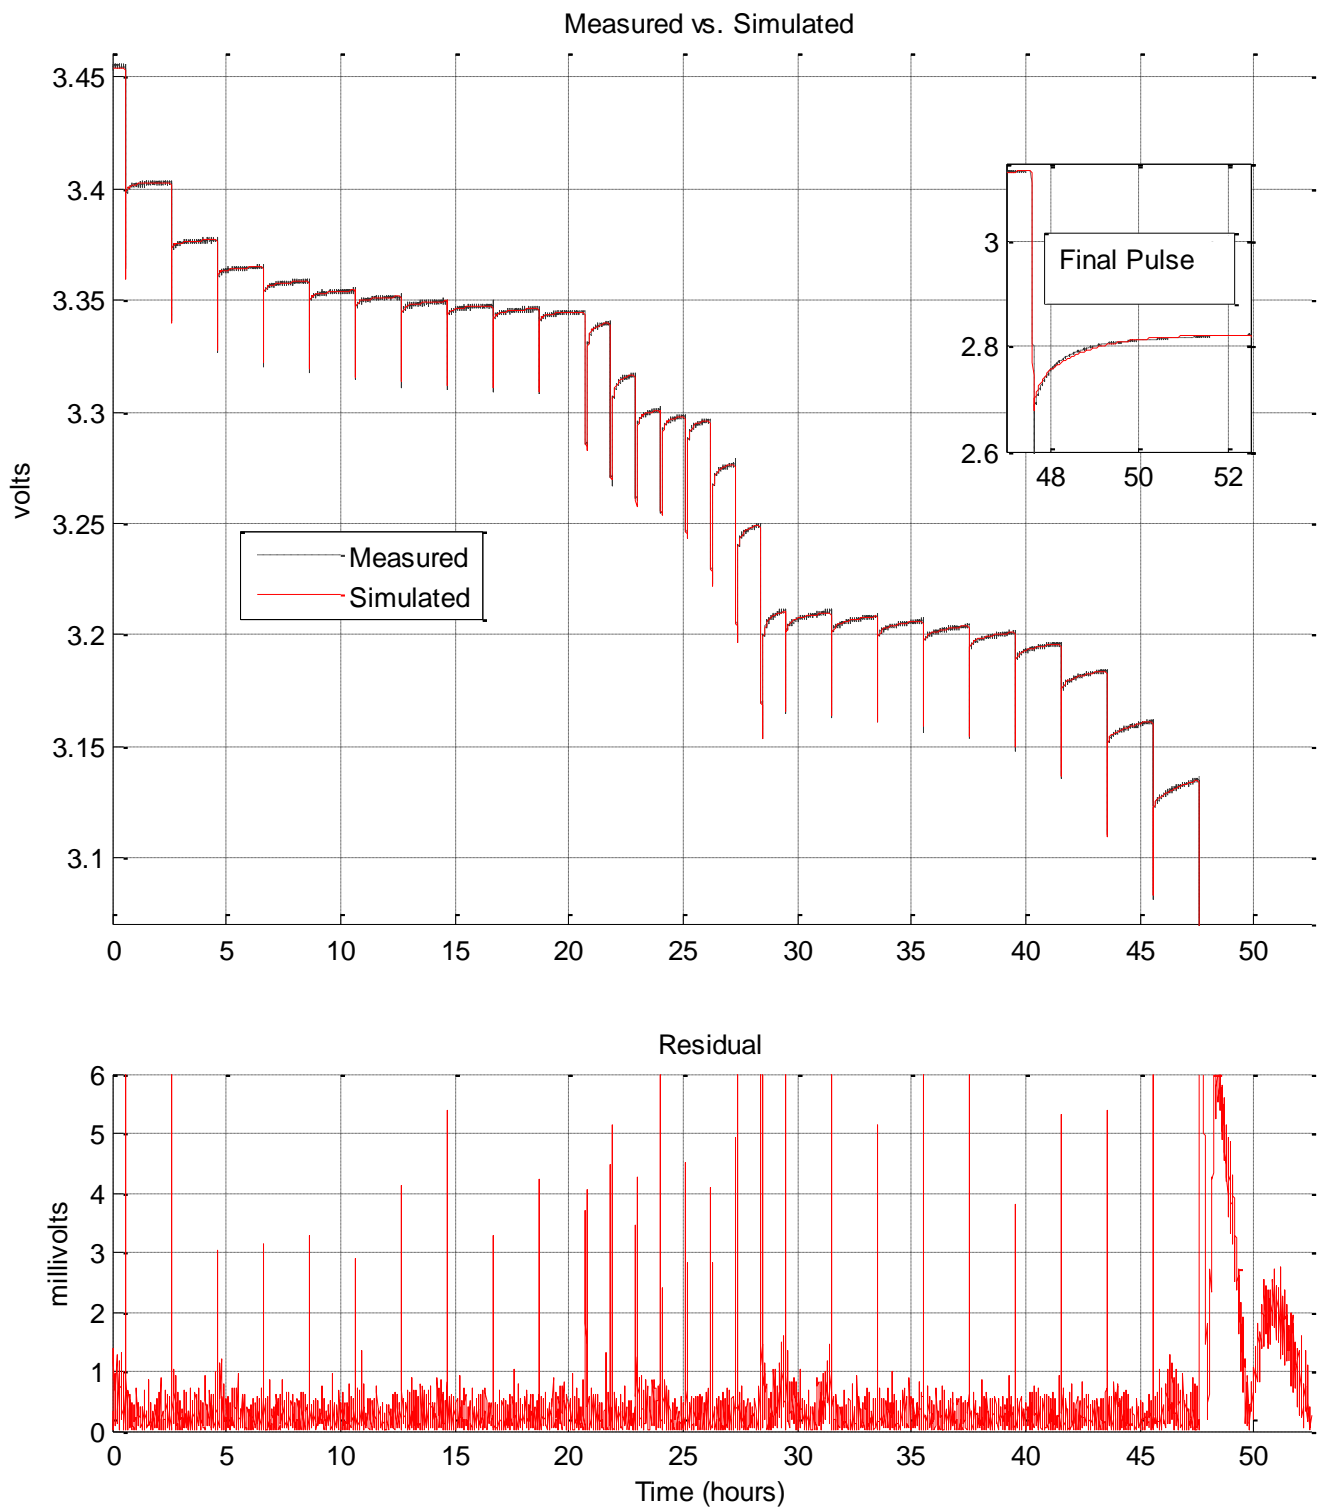 Measured vs. Simulated
3.45
3.4
3.35
3.3
3.25
3.2
3.15
3.1
volts
Measured
Simulated
3
2.8
2.6
Final Pulse
48 50 52
0 5 10 15 20 25 30 35 40 45 50
Residual
6
5
4
3
2
1
0
millivolts
0 5 10 15 20 25 30 35 40 45 50
Time (hours)